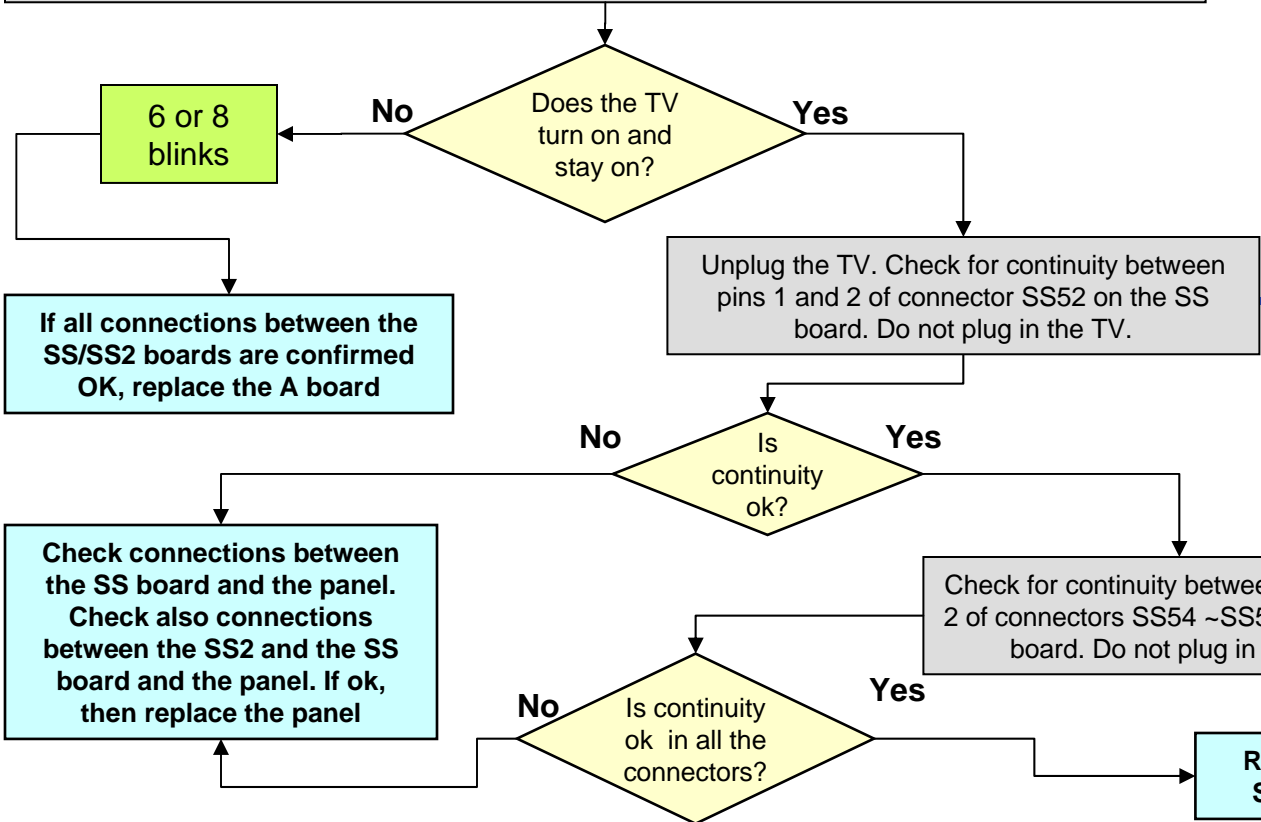 Does the TV
turn on and
stay on?
No
Yes
6 or 8
blinks
Unplug the TV. Check for continuity between
pins 1 and 2 of connector SS52 on the SS
board. Do not plug in the TV.
If all connections between the
SS/SS2 boards are confirmed
OK, replace the A board
No
Yes
Is
continuity
ok?
Check connections between
the SS board and the panel.
Check also connections
between the SS2 and the SS
board and the panel. If ok,
then replace the panel
Check for continuity
2 of connectors SS54
board. Do not plug in
No
Yes
Is continuity
ok in all the
connectors?